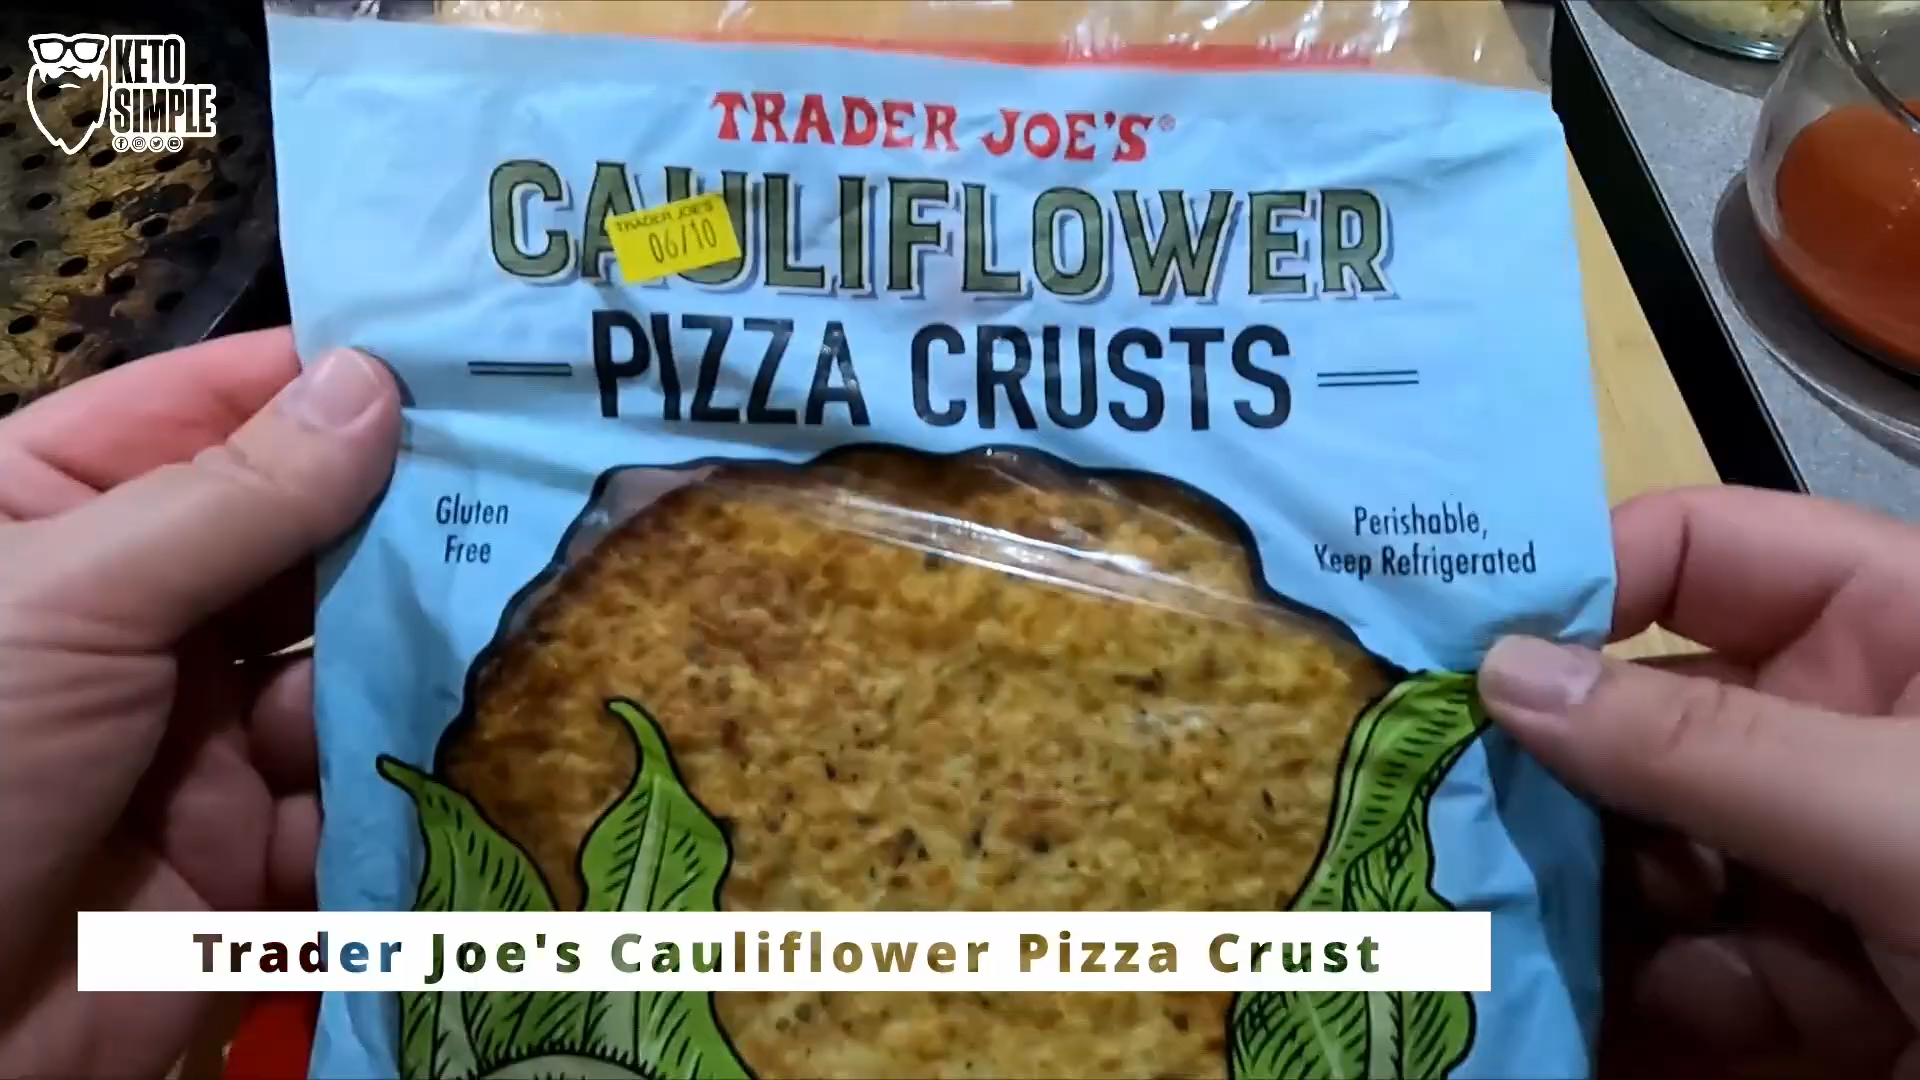 KETO
SIMPLE
TRADER JOE'S®
CAULIFLOWER
TRADER JOE'S
06/10
PIZZA CRUSTS
Gluten
Free
Perishable,
Keep Refrigerated
Trader Joe's Cauliflower Pizza Crust